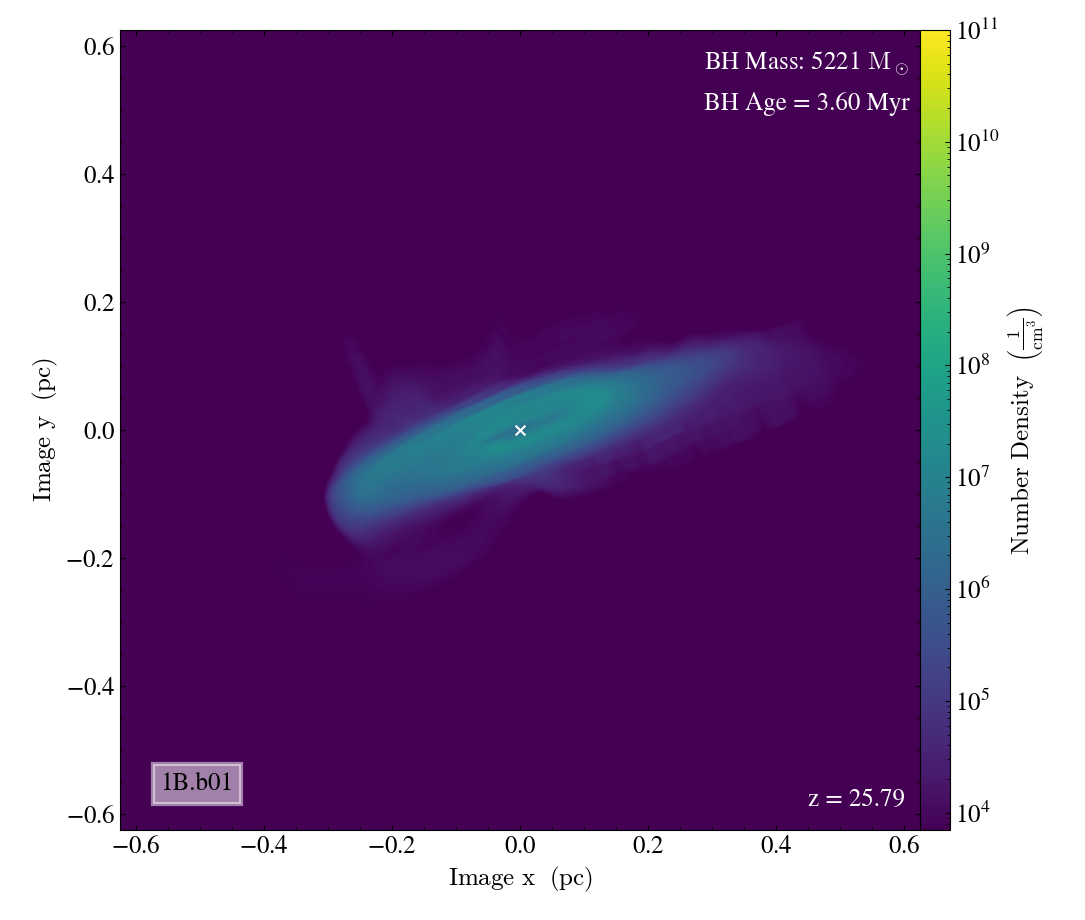 BH Mass: 5221 M⊙
BH Age = 3.60 Myr
1B.b01
z = 25.79
0.6
0.4
0.2
0.0
−0.2
−0.4
−0.6
Image y (pc)
−0.6 −0.4 −0.2 0.0 0.2 0.4 0.6
Image x (pc)
10¹¹
10¹⁰
10⁹
10⁸
10⁷
10⁶
10⁵
10⁴
Number Density (1/cm³)